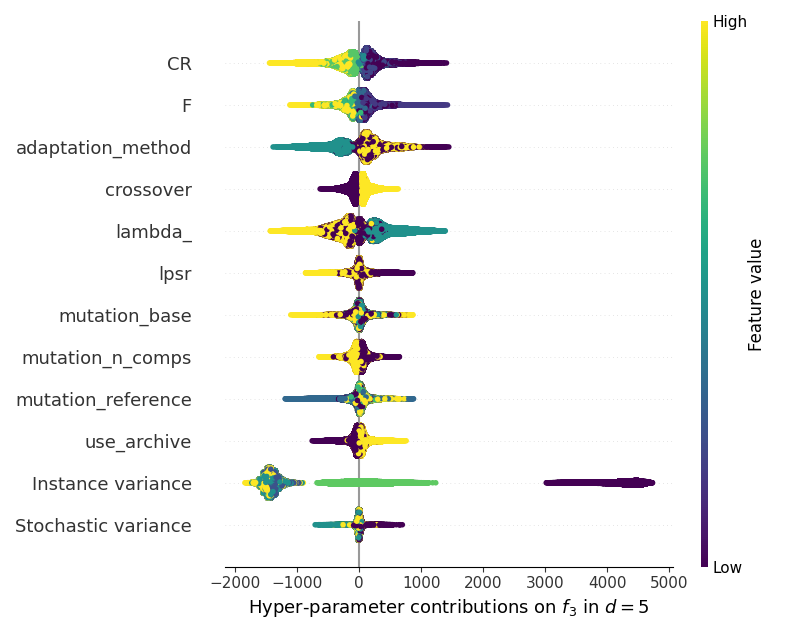 High
CR
F
adaptation_method
crossover
lambda_
lpsr
mutation_base
mutation_n_comps
mutation_reference
use_archive
Instance variance
Stochastic variance
Feature value
Low
−2000 −1000 0 1000 2000 3000 4000 5000
Hyper-parameter contributions on f₃ in d = 5